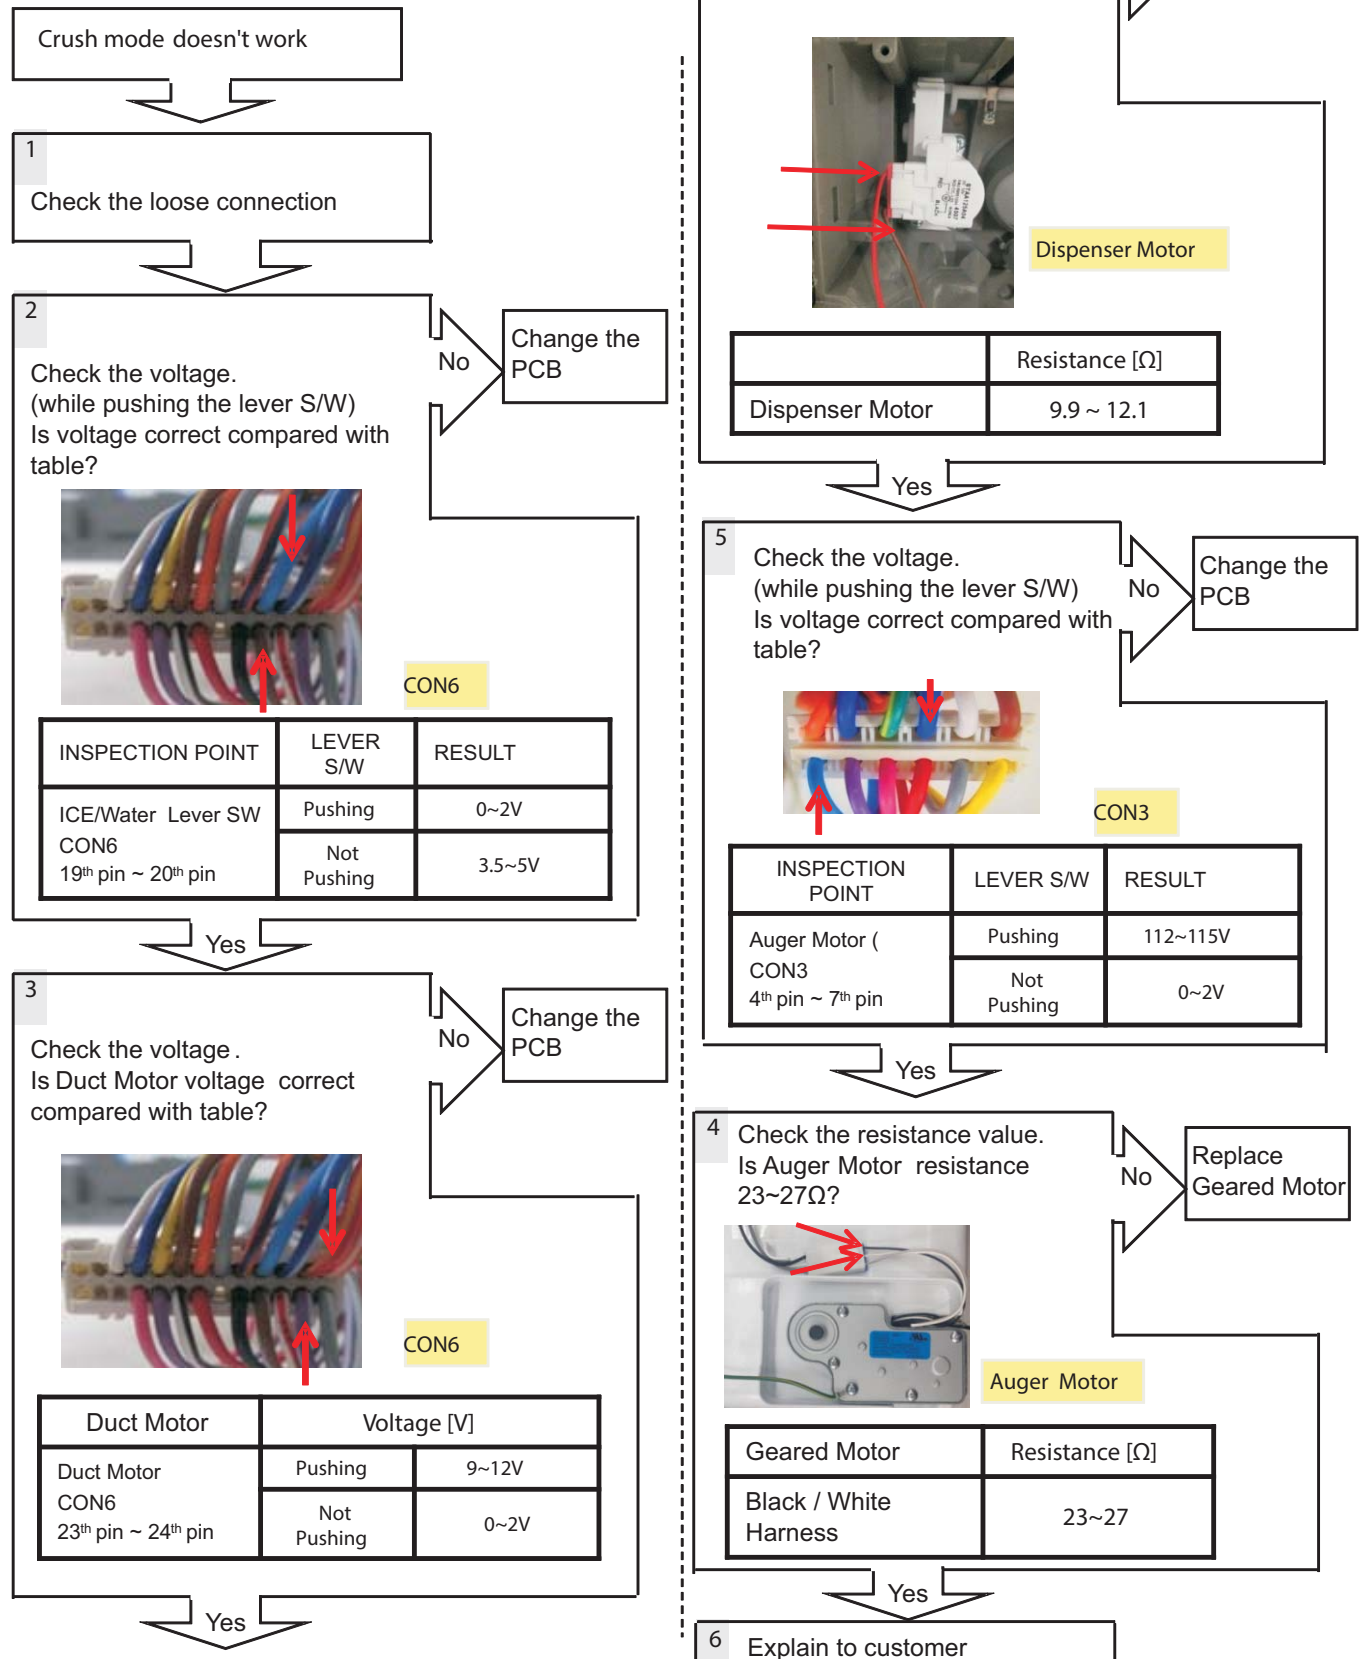 Crush mode doesn't work
1
Check the loose connection
2
Check the voltage.
(while pushing the lever S/W)
Is voltage correct compared with
table?
No
Change the
PCB
CON6
INSPECTION POINT
LEVER
S/W
RESULT
ICE/Water Lever SW
CON6
19th pin ~ 20th pin
Pushing
0~2V
Not
Pushing
3.5~5V
Yes
3
Check the voltage .
Is Duct Motor voltage correct
compared with table?
No
Change the
PCB
CON6
Duct Motor
Voltage [V]
Duct Motor
CON6
23th pin ~ 24th pin
Pushing
9~12V
Not
Pushing
0~2V
Yes
Dispenser Motor
Resistance [Ω]
Dispenser Motor
9.9 ~ 12.1
Yes
5
Check the voltage.
(while pushing the lever S/W)
Is voltage correct compared with
table?
No
Change the
PCB
CON3
INSPECTION
POINT
LEVER S/W
RESULT
Auger Motor (
CON3
4th pin ~ 7th pin
Pushing
112~115V
Not
Pushing
0~2V
Yes
4
Check the resistance value.
Is Auger Motor resistance
23~27Ω?
No
Replace
Geared Motor
Auger Motor
Geared Motor
Resistance [Ω]
Black / White
Harness
23~27
Yes
6
Explain to customer